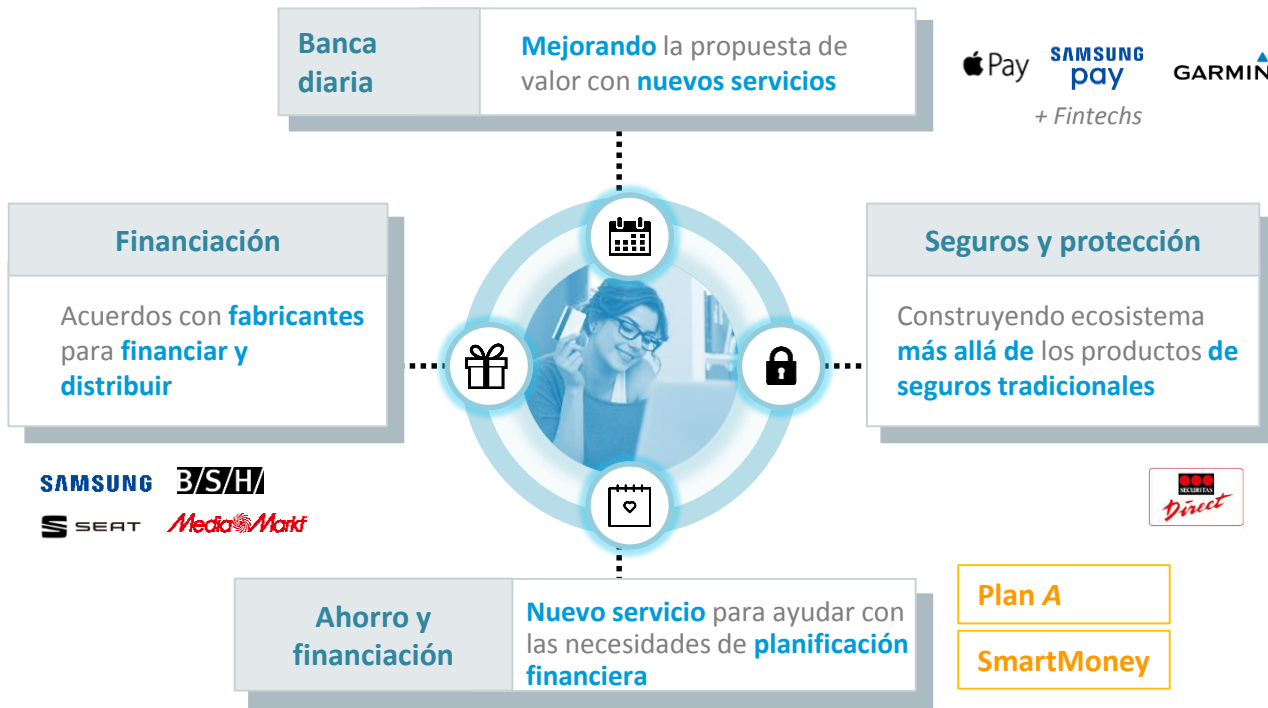 Banca
diaria
Mejorando la propuesta de
valor con nuevos servicios
Pay
SAMSUNG
pay
GARMIN
+ Fintechs
Financiación
Acuerdos con fabricantes
para financiar y
distribuir
Seguros y protección
Construyendo ecosistema
más allá de los productos de
seguros tradicionales
SAMSUNG
B/S/H/
SEAT
Media Markt
SECURITAS
Direct
Ahorro y
financiación
Nuevo servicio para ayudar con
las necesidades de planificación
financiera
Plan A
SmartMoney